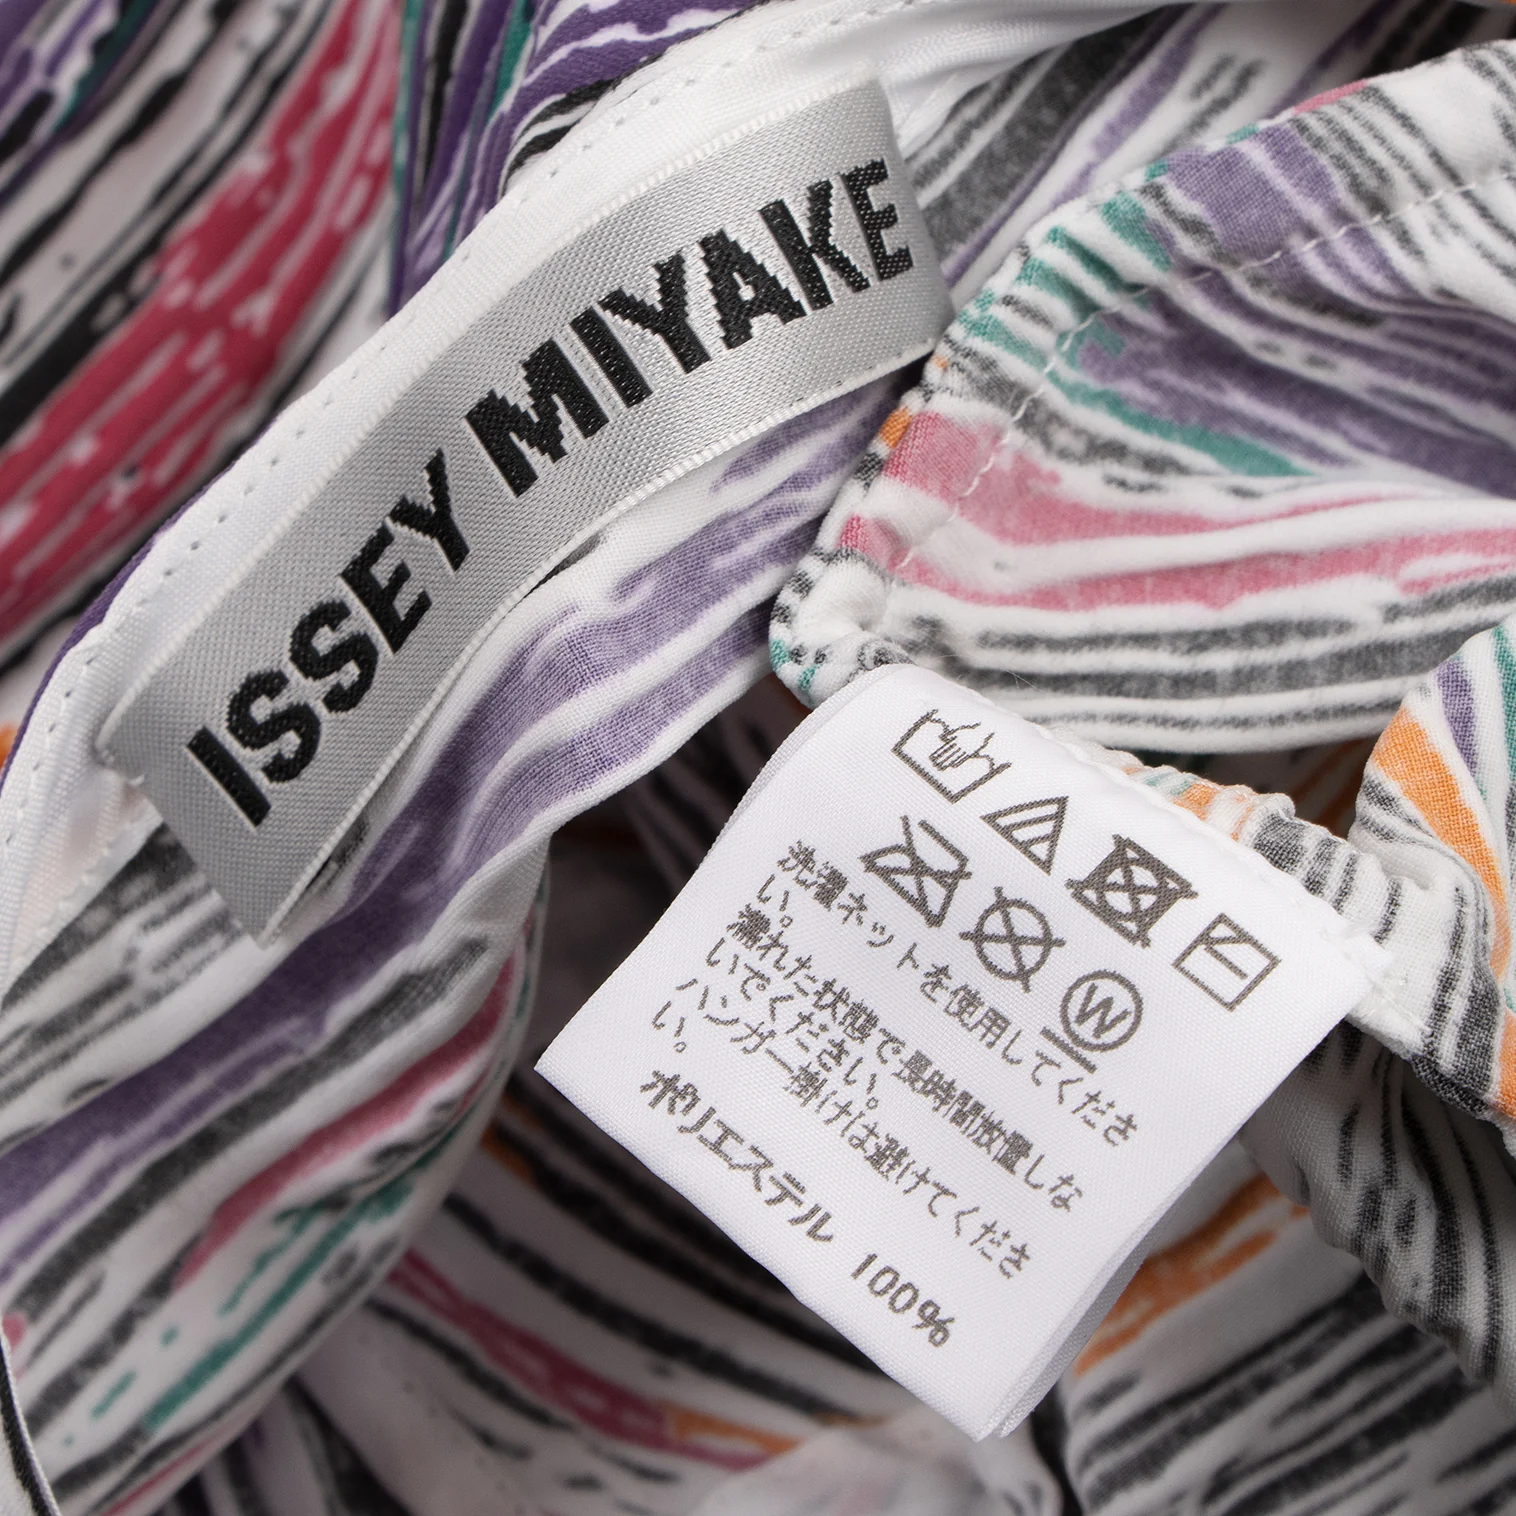 ISSEY MIYAKE
W
洗濯ネットを使用してくださ
い。
濡れた状態で長時間放置しな
いでください。
ハンガー掛けは避けてくださ
い。
ポリエステル 100%